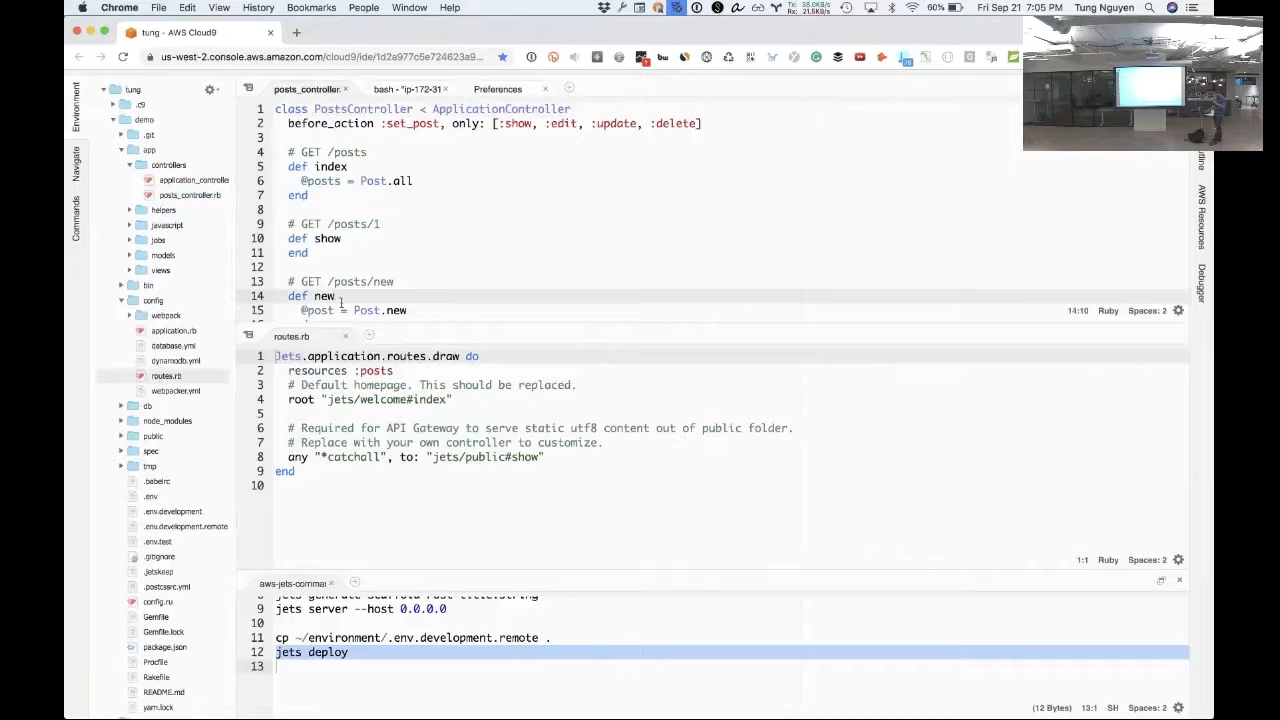 Chrome File Edit View History Bookmarks People Window Help 60% Fri Sep 21 7:05 PM Tung Nguyen
tung - AWS Cloud9
us-west-2.console.aws.amazon.com
Environment
Navigate
Commands
tung
.c9
demo
.git
app
controllers
application_controlle
posts_controller.rb
helpers
javascript
jobs
models
views
bin
config
webpack
application.rb
database.yml
dynamodb.yml
routes.rb
webpacker.yml
db
node_modules
public
spec
tmp
.babelrc
.env
.env.development
.env.development.remote
.env.test
.gitignore
.jetskeep
.postcssrc.yml
config.ru
Gemfile
Gemfile.lock
package.json
Procfile
Rakefile
README.md
yarn.lock
posts_controller. bash - "ip-172-31 Preferences
1 class PostsController < ApplicationController
2 before_action :set_post, only: [:show, :edit, :update, :delete]
3
4 # GET /posts
5 def index
6 @posts = Post.all
7 end
8
9 # GET /posts/1
10 def show
11 end
12
13 # GET /posts/new
14 def new
15 @post = Post.new
14:10 Ruby Spaces: 2
routes.rb
1 Jets.application.routes.draw do
2 resources :posts
3 # Default homepage. This should be replaced.
4 root "jets/welcome#index"
5
6 # Required for API Gateway to serve static utf8 content out of public folder.
7 # Replace with your own controller to customize.
8 any "*catchall", to: "jets/public#show"
9 end
10
1:1 Ruby Spaces: 2
aws-jets-commar
9 jets server --host 0.0.0.0
10
11 cp ~/environment/.env.development.remote .
12 jets deploy
13
(12 Bytes) 13:1 SH Spaces: 2
AWS Resources
Debugger